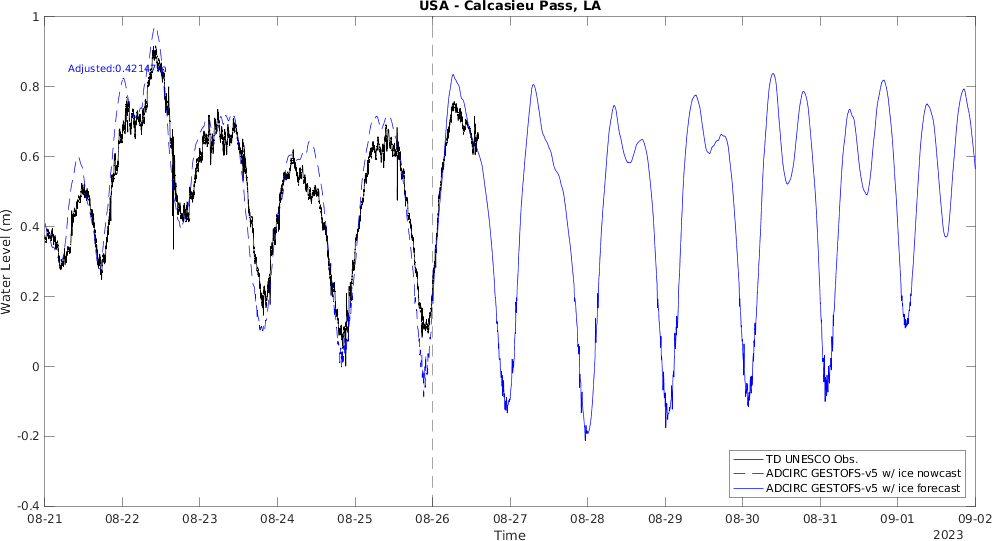 USA - Calcasieu Pass, LA
1
0.8
0.6
0.4
0.2
0
-0.2
-0.4
Water Level (m)
TD UNESCO Obs.
ADCIRC GESTOFS-v5 w/ ice nowcast
ADCIRC GESTOFS-v5 w/ ice forecast
08-21 08-22 08-23 08-24 08-25 08-26 08-27 08-28 08-29 08-30 08-31 09-01 09-02
Time
2023